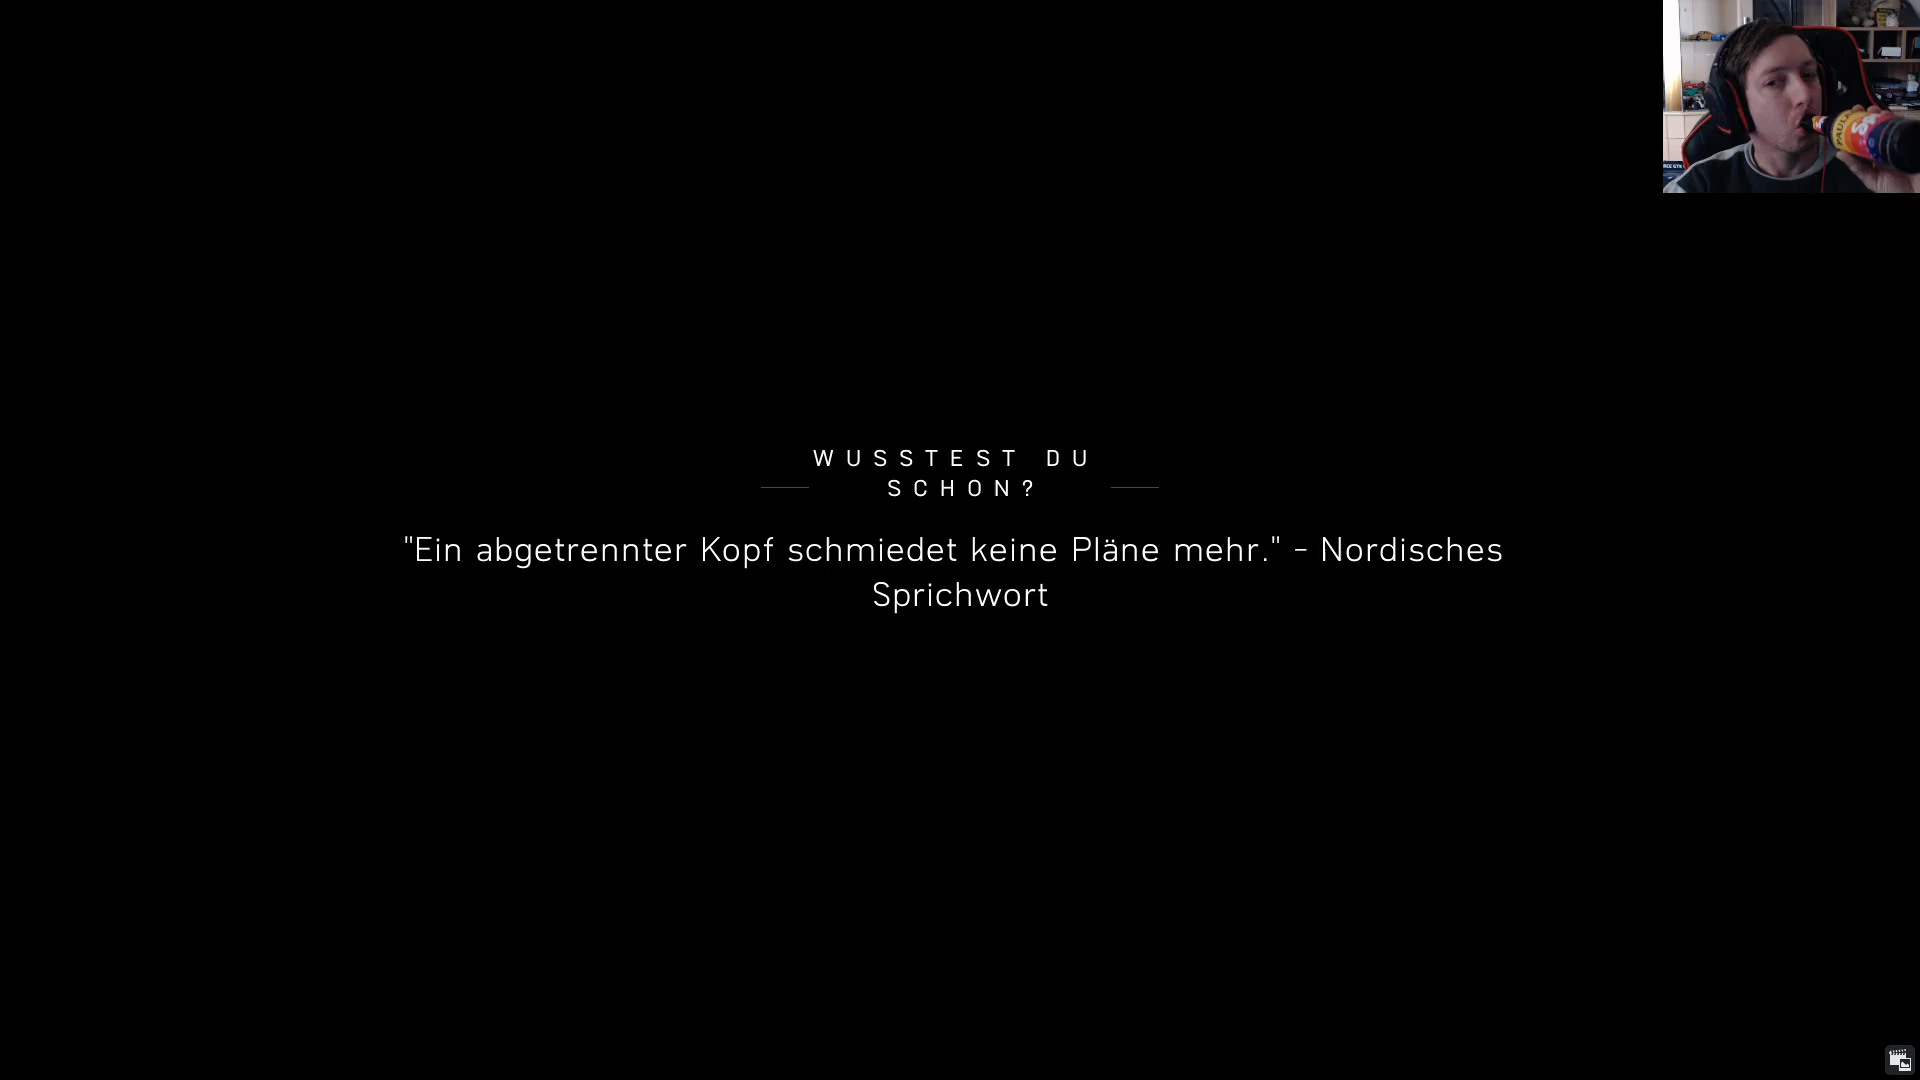 WUSSTEST DU
SCHON?
"Ein abgetrennter Kopf schmiedet keine Pläne mehr." - Nordisches
Sprichwort